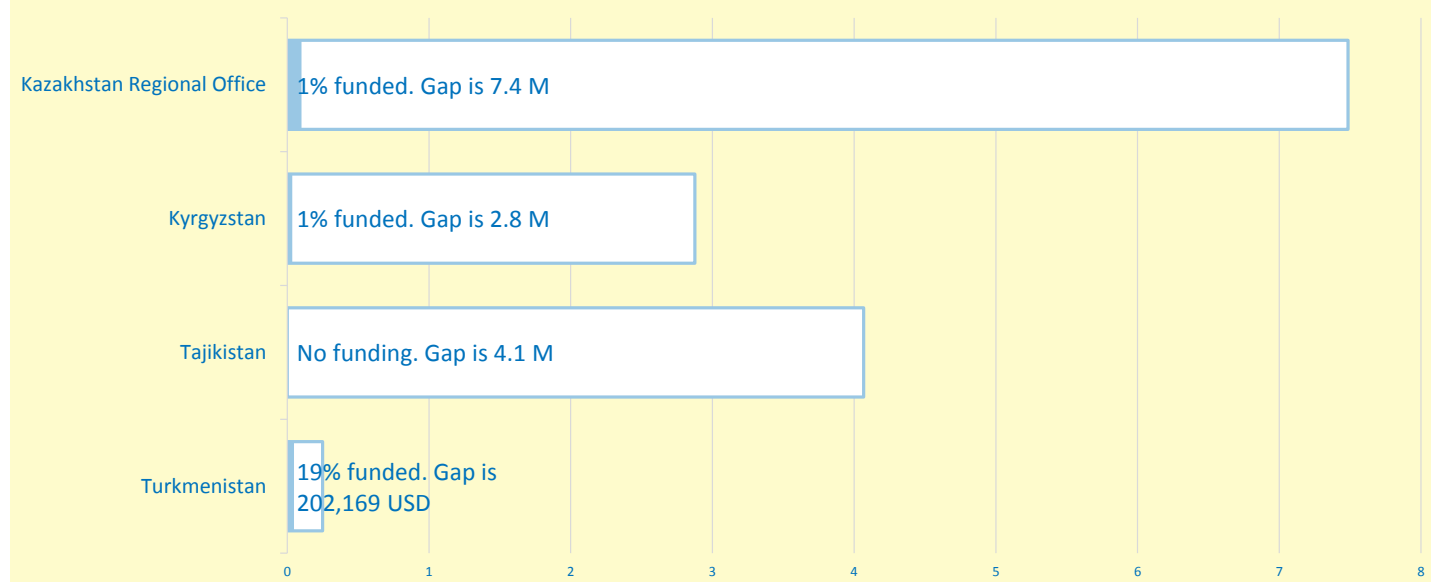 Kazakhstan Regional Office
1% funded. Gap is 7.4 M
Kyrgyzstan
1% funded. Gap is 2.8 M
Tajikistan
No funding. Gap is 4.1 M
Turkmenistan
19% funded. Gap is
202,169 USD
0 1 2 3 4 5 6 7 8